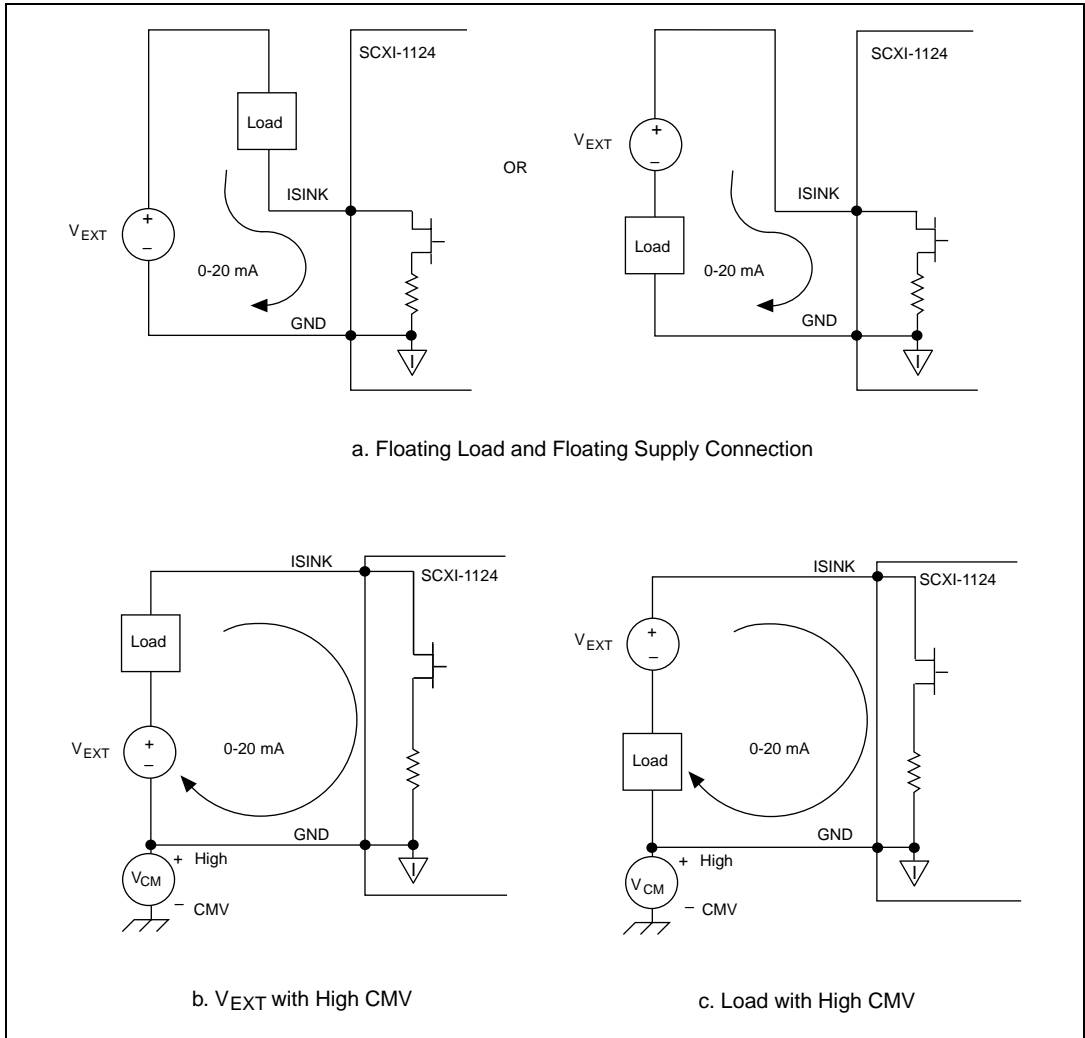 SCXI-1124
Load
ISINK
V EXT
+
–
0-20 mA
GND
I
OR
SCXI-1124
V EXT
+
–
ISINK
Load
0-20 mA
GND
I
a. Floating Load and Floating Supply Connection
ISINK
SCXI-1124
Load
V EXT
+
–
0-20 mA
GND
I
+ High
V CM
– CMV
b. VEXT with High CMV
ISINK
SCXI-1124
V EXT
+
–
0-20 mA
Load
GND
I
+ High
V CM
– CMV
c. Load with High CMV